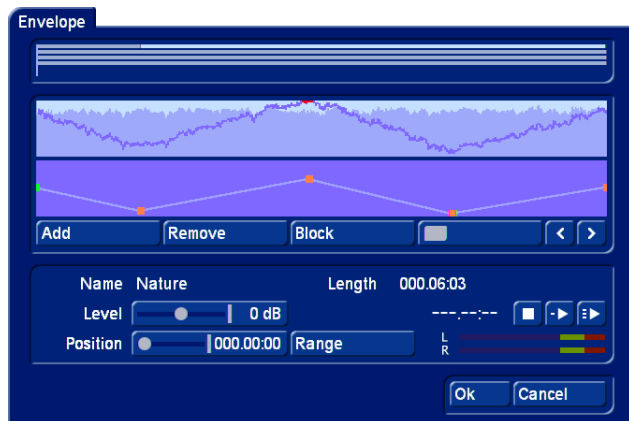 Envelope
Add Remove Block < >
Name Nature Length 000.06:03
Level 0 dB ---.--:--
Position 000.00:00 Range L
R
Ok Cancel